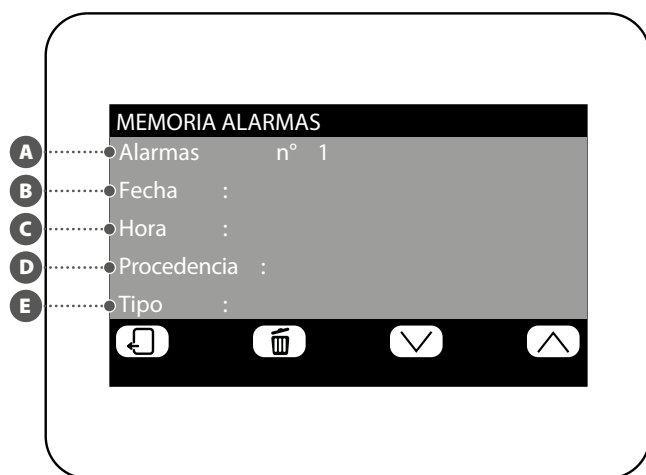 MEMORIA ALARMAS
A Alarmas n° 1
B Fecha :
C Hora :
D Procedencia :
E Tipo :